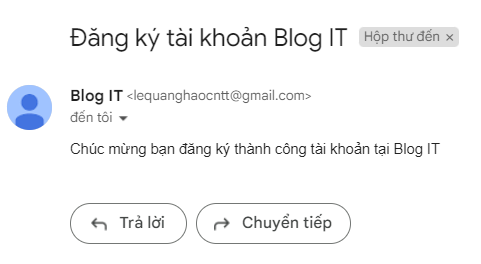 Đăng ký tài khoản Blog IT Hộp thư đến ×
Blog IT <lequanghaocntt@gmail.com>
đến tôi
Chúc mừng bạn đăng ký thành công tài khoản tại Blog IT
Trả lời Chuyển tiếp